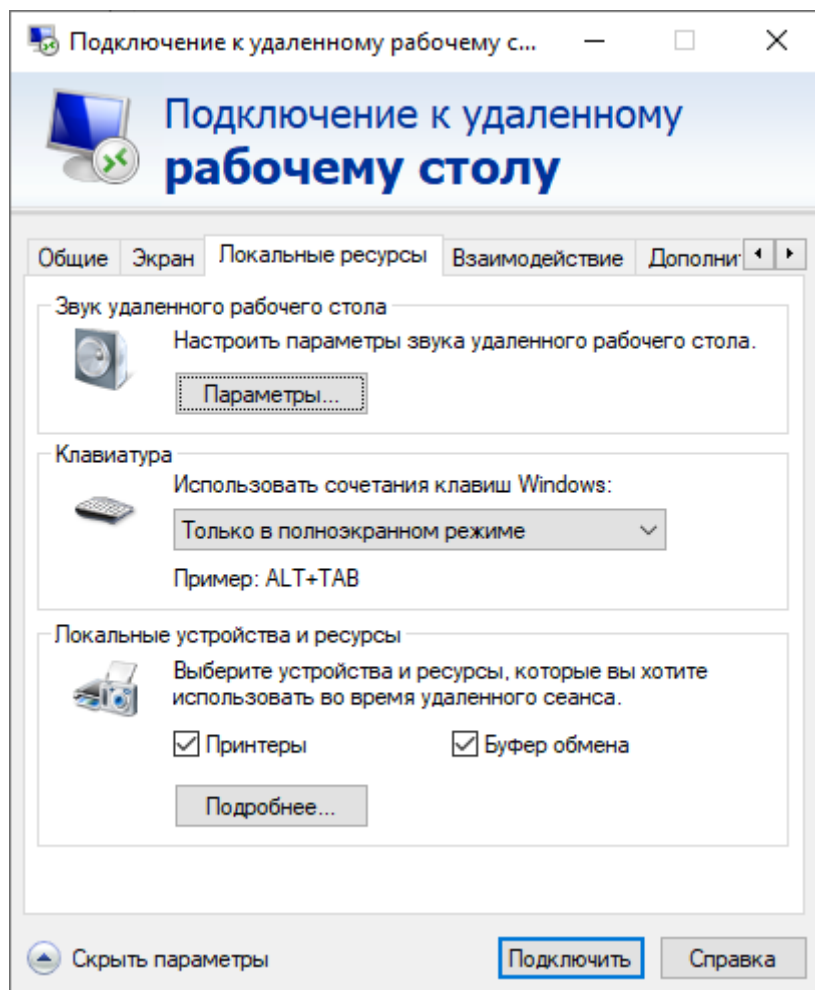 Подключение к удаленному рабочему с...
Подключение к удаленному
рабочему столу
Общие Экран Локальные ресурсы Взаимодействие Дополни
Звук удаленного рабочего стола
Настроить параметры звука удаленного рабочего стола.
Параметры...
Клавиатура
Использовать сочетания клавиш Windows:
Только в полноэкранном режиме
Пример: ALT+TAB
Локальные устройства и ресурсы
Выберите устройства и ресурсы, которые вы хотите
использовать во время удаленного сеанса.
Принтеры Буфер обмена
Подробнее...
Скрыть параметры Подключить Справка